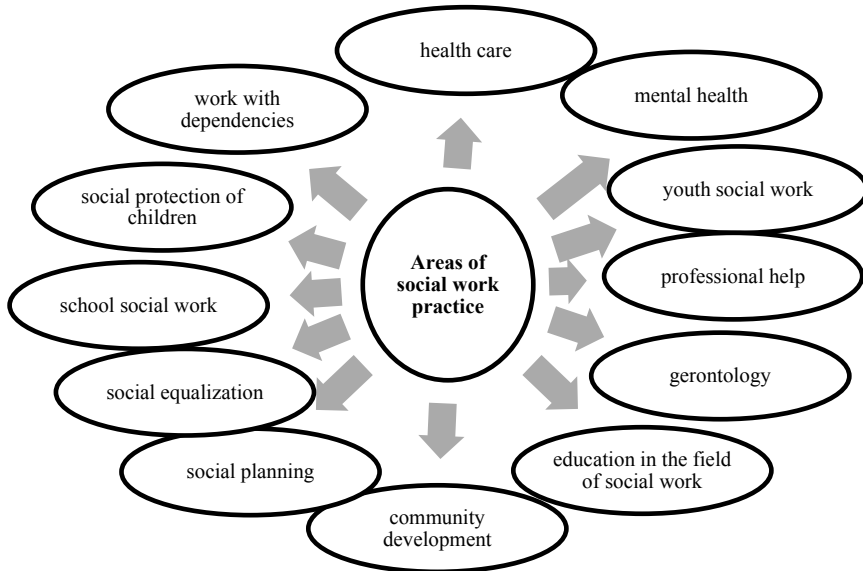 health care
work with
dependencies
mental health
social protection of
children
youth social work
Areas of
social work
practice
professional help
school social work
social equalization
gerontology
social planning
education in the field
of social work
community
development